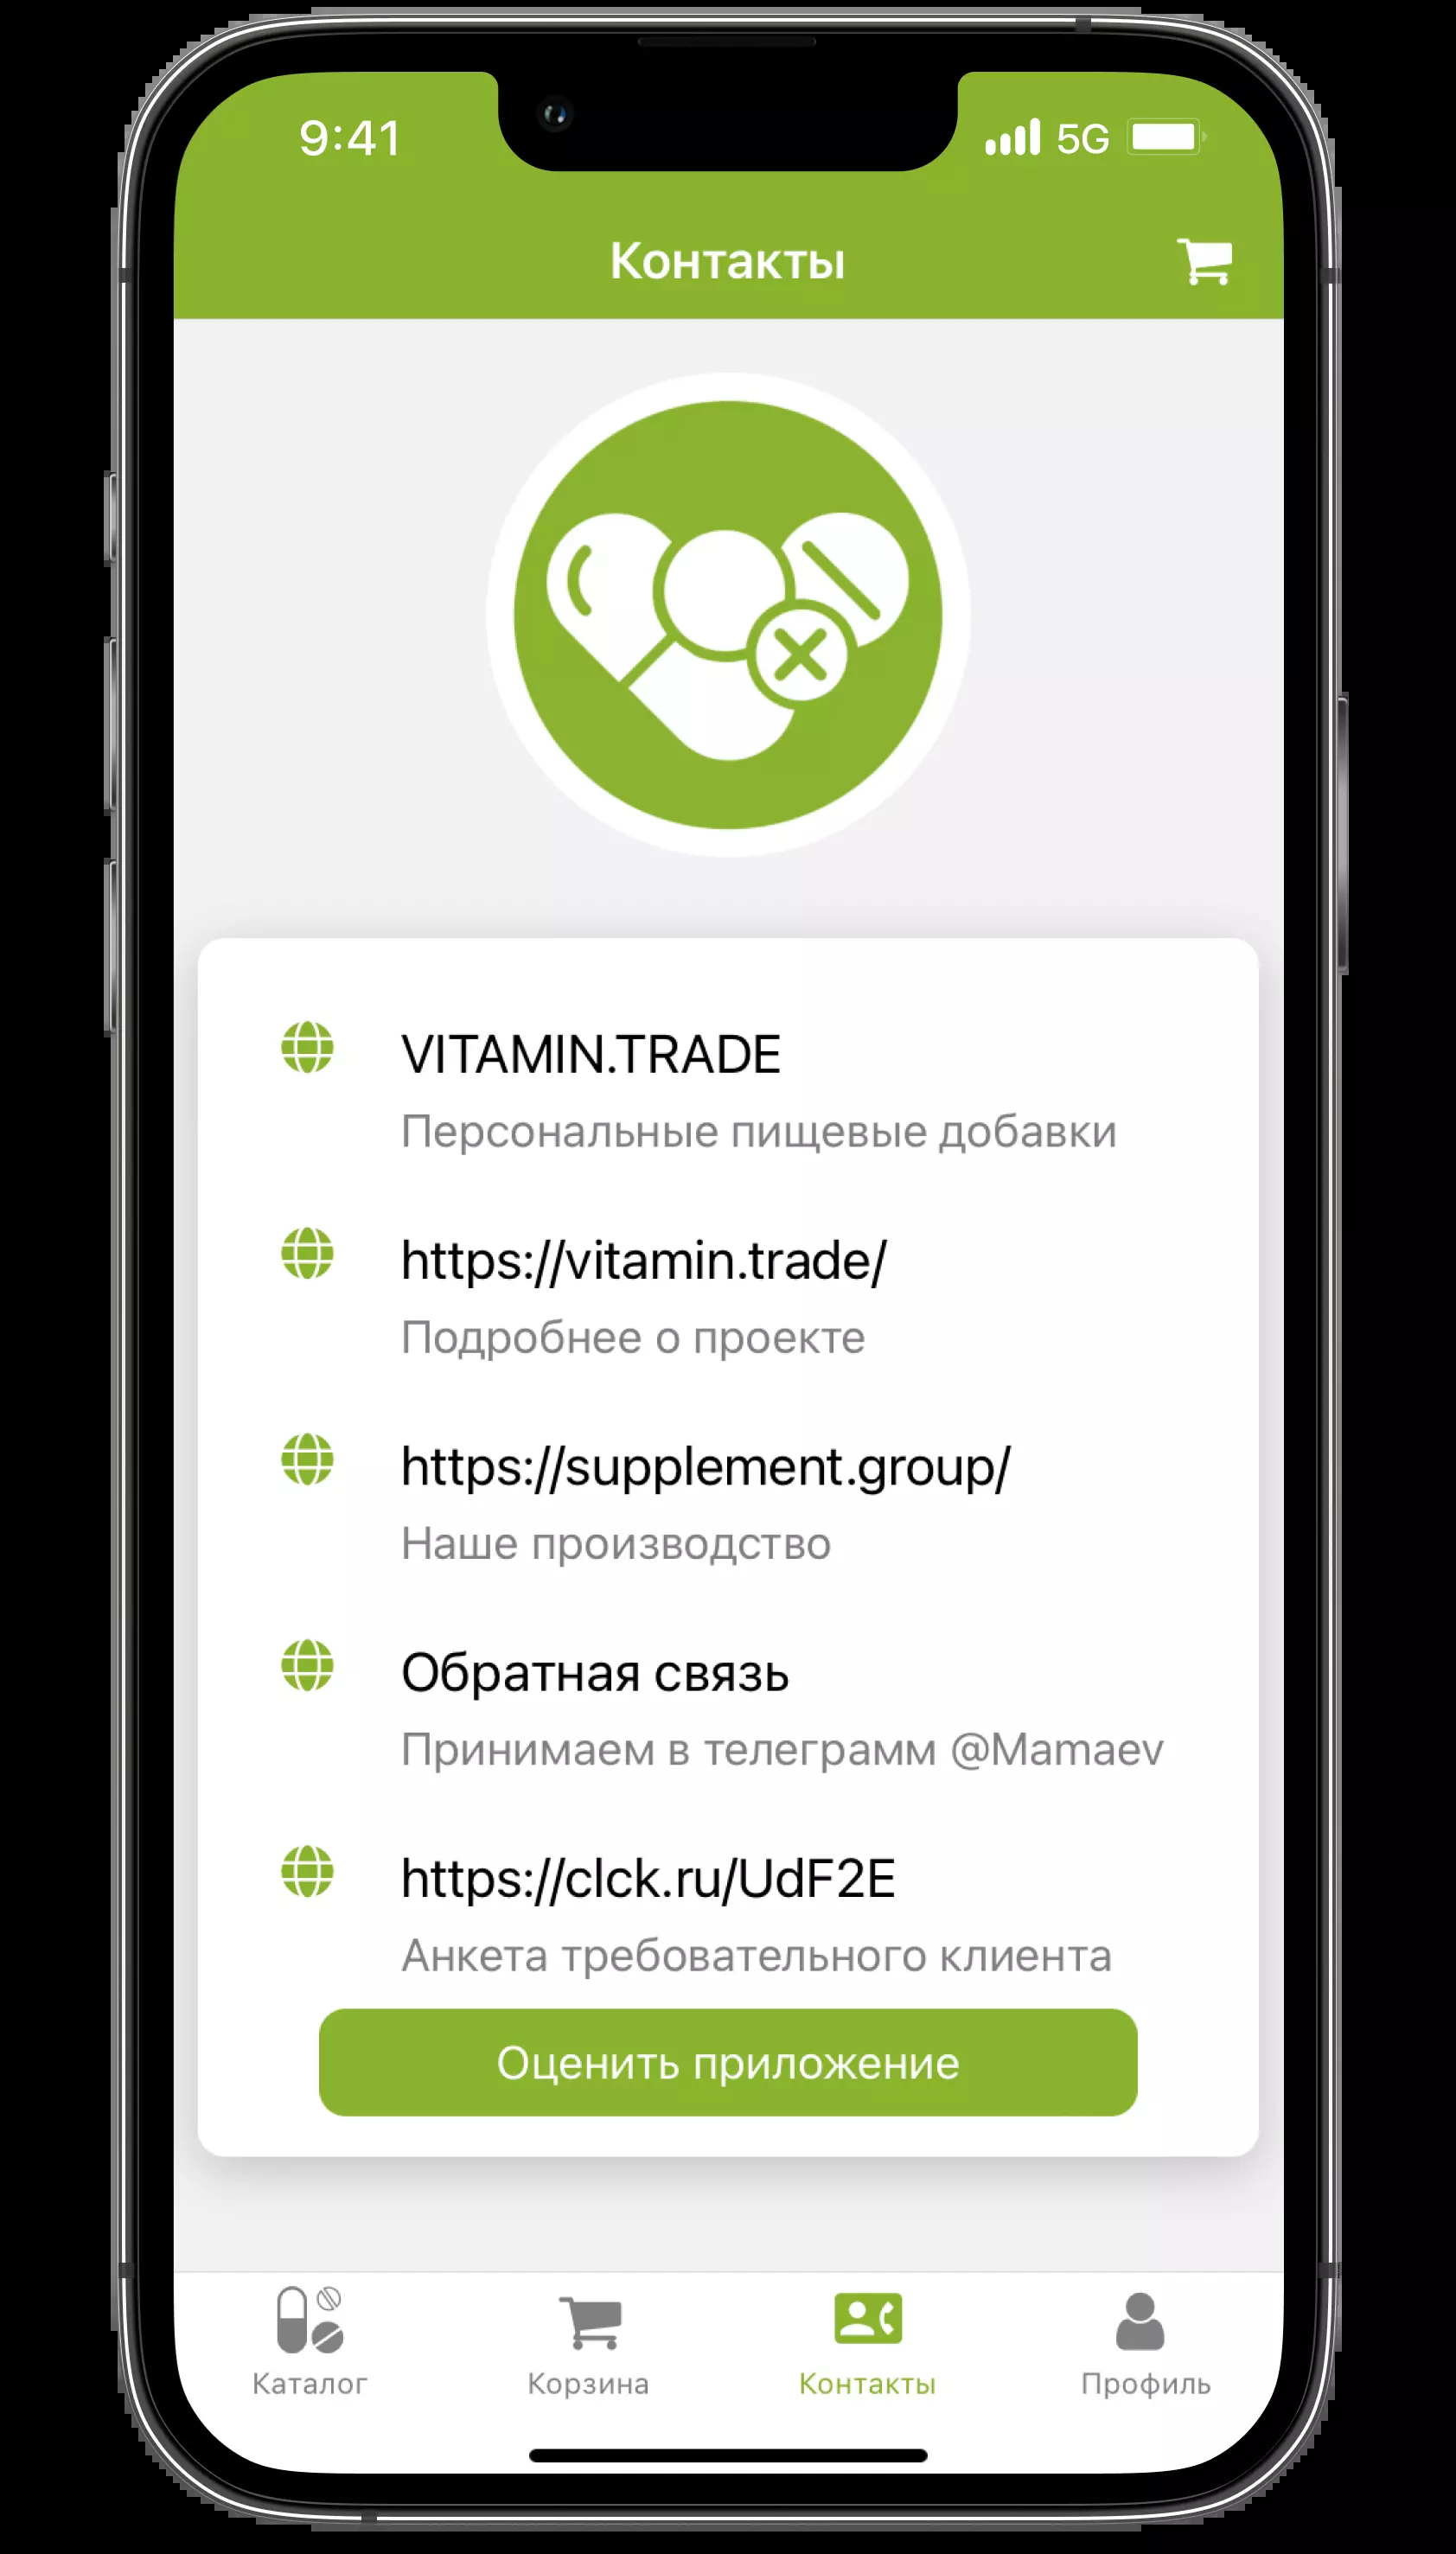 9:41
5G
Контакты
VITAMIN.TRADE
Персональные пищевые добавки
https://vitamin.trade/
Подробнее о проекте
https://supplement.group/
Наше производство
Обратная связь
Принимаем в телеграмм @Mamaev
https://clck.ru/UdF2E
Анкета требовательного клиента
Оценить приложение
Каталог
Корзина
Контакты
Профиль